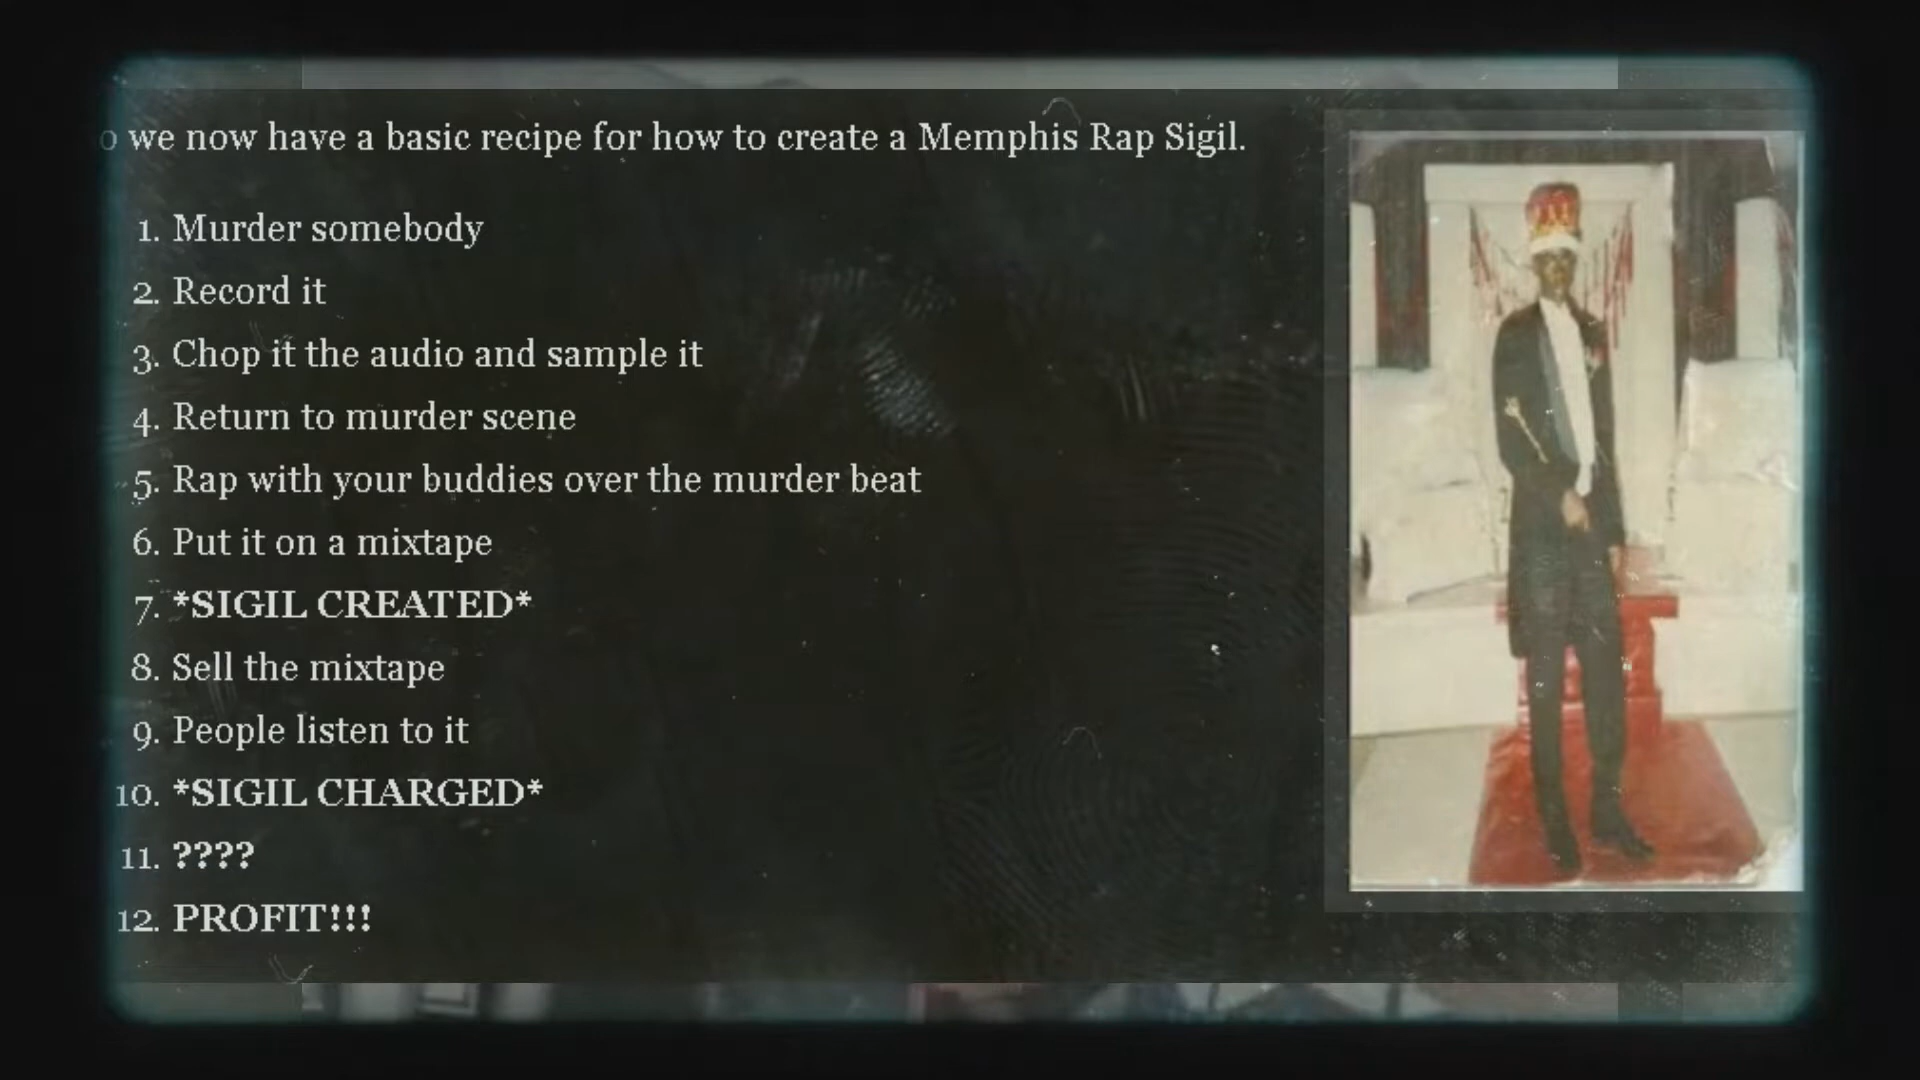 o we now have a basic recipe for how to create a Memphis Rap Sigil.
1. Murder somebody
2. Record it
3. Chop it the audio and sample it
4. Return to murder scene
5. Rap with your buddies over the murder beat
6. Put it on a mixtape
7. *SIGIL CREATED*
8. Sell the mixtape
9. People listen to it
10. *SIGIL CHARGED*
11. ????
12. PROFIT!!!